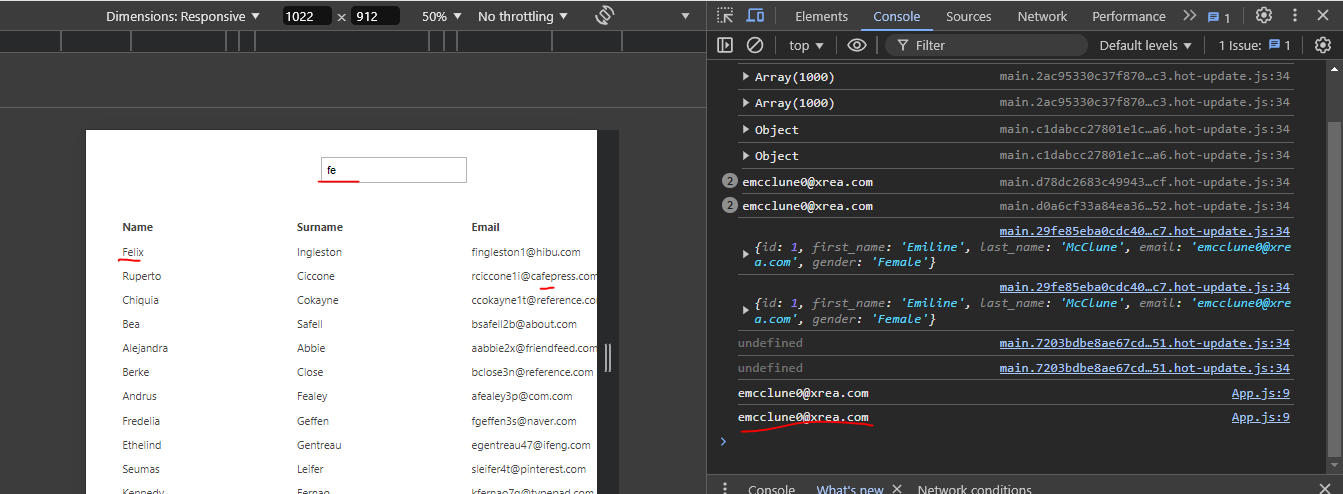 Dimensions: Responsive ▼ 1022 × 912 50% ▼ No throttling ▼
Elements Console Sources Network Performance 1
top ▼ Filter Default levels ▼ 1 Issue: 1
Array(1000) main.2ac95330c37f870…c3.hot-update.js:34
Array(1000) main.2ac95330c37f870…c3.hot-update.js:34
Object main.c1dabcc27801e1c…a6.hot-update.js:34
Object main.c1dabcc27801e1c…a6.hot-update.js:34
2 emcclune0@xrea.com main.d78dc2683c49943…cf.hot-update.js:34
2 emcclune0@xrea.com main.d0a6cf33a84ea36…52.hot-update.js:34
main.29fe85eba0cdc40…c7.hot-update.js:34
{id: 1, first_name: 'Emiline', last_name: 'McClune', email: 'emcclune0@xre
a.com', gender: 'Female'}
main.29fe85eba0cdc40…c7.hot-update.js:34
{id: 1, first_name: 'Emiline', last_name: 'McClune', email: 'emcclune0@xre
a.com', gender: 'Female'}
undefined main.7203bdbe8ae67cd…51.hot-update.js:34
undefined main.7203bdbe8ae67cd…51.hot-update.js:34
emcclune0@xrea.com App.js:9
emcclune0@xrea.com App.js:9
Console What's new Network conditions
fe
Name Surname Email
Felix Ingleston fingleston1@hibu.com
Ruperto Ciccone rciccone1i@cafepress.com
Chiquia Cokayne ccokayne1t@reference.co
Bea Safell bsafell2b@about.com
Alejandra Abbie aabbie2x@friendfeed.com
Berke Close bclose3n@reference.com
Andrus Fealey afealey3p@com.com
Fredelia Geffen fgeffen3s@naver.com
Ethelind Gentreau egentreau47@ifeng.com
Seumas Leifer sleifer4t@pinterest.com
Kennedy Fernao kfernao7q@typepad.com